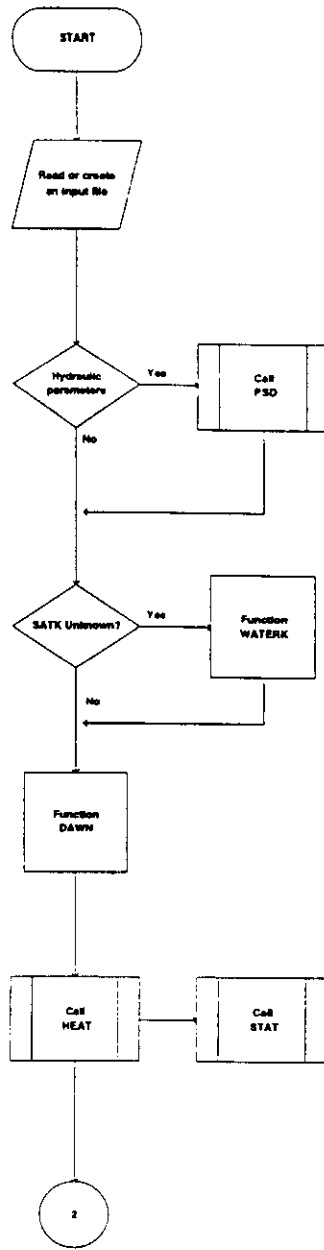 START
Read or create
an input file
Hydraulic
parameters
Yes
Call
PSD
No
SATK Unknown?
Yes
Function
WATERK
No
Function
DAWN
Call
HEAT
Call
STAT
2